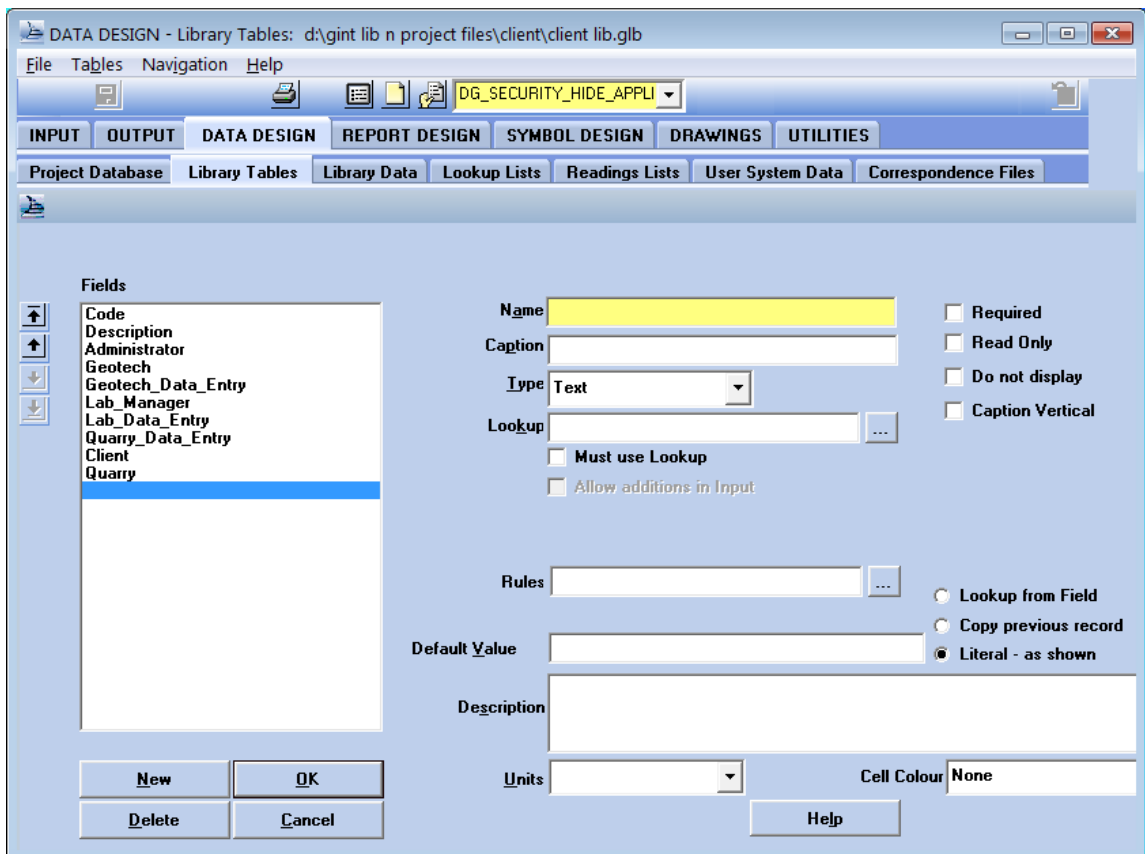 DATA DESIGN - Library Tables: d:\gint lib n project files\client\client lib.glb
File Tables Navigation Help
DG_SECURITY_HIDE_APPLI
INPUT OUTPUT DATA DESIGN REPORT DESIGN SYMBOL DESIGN DRAWINGS UTILITIES
Project Database Library Tables Library Data Lookup Lists Readings Lists User System Data Correspondence Files
Fields
Code
Description
Administrator
Geotech
Geotech_Data_Entry
Lab_Manager
Lab_Data_Entry
Quarry_Data_Entry
Client
Quarry
New OK
Delete Cancel
Name
Caption
Type Text
Lookup ...
Must use Lookup
Allow additions in Input
Required
Read Only
Do not display
Caption Vertical
Rules ...
Lookup from Field
Copy previous record
Literal - as shown
Default Value
Description
Units Cell Colour None
Help